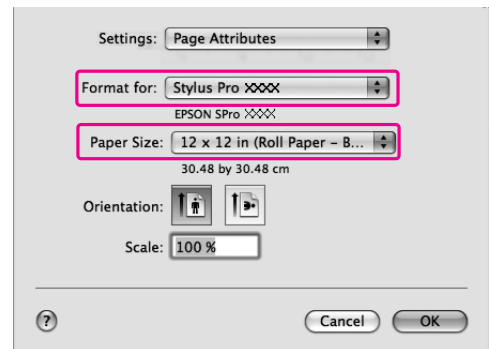 Settings: Page Attributes
Format for: Stylus Pro XXXX
EPSON SPro XXXX
Paper Size: 12 x 12 in (Roll Paper – B...
30.48 by 30.48 cm
Orientation:
Scale: 100 %
? Cancel OK